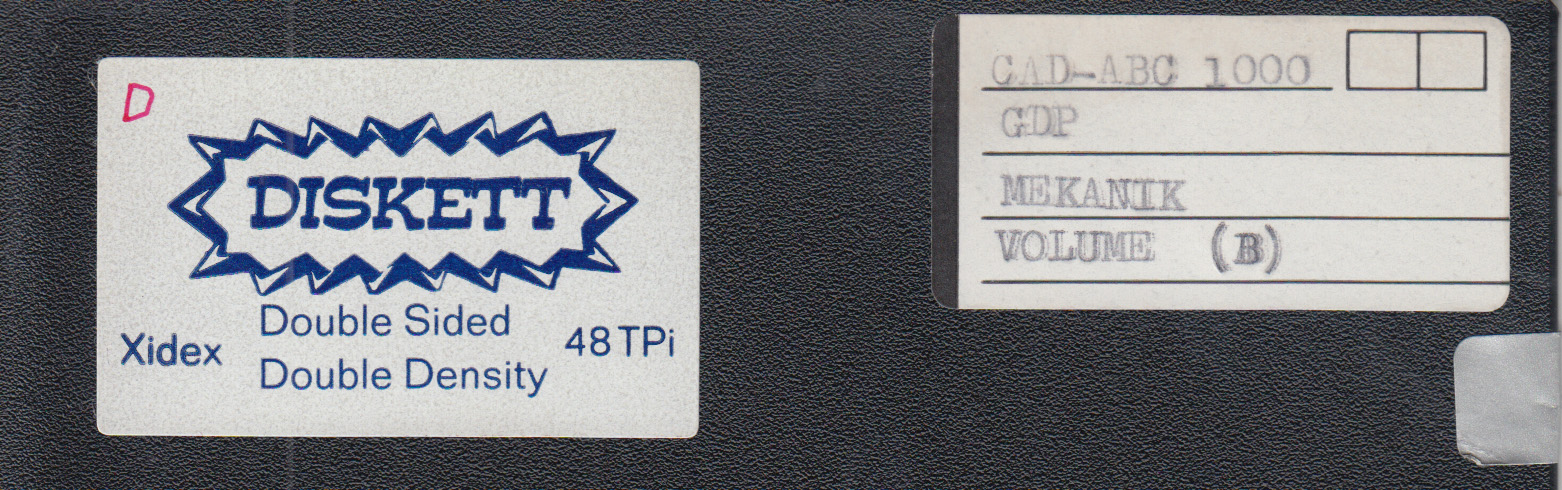 D
DISKETT
Double Sided
Double Density
Xidex
48 TPi
CAD-ABC 1000
GDP
MEKANIK
VOLUME (B)